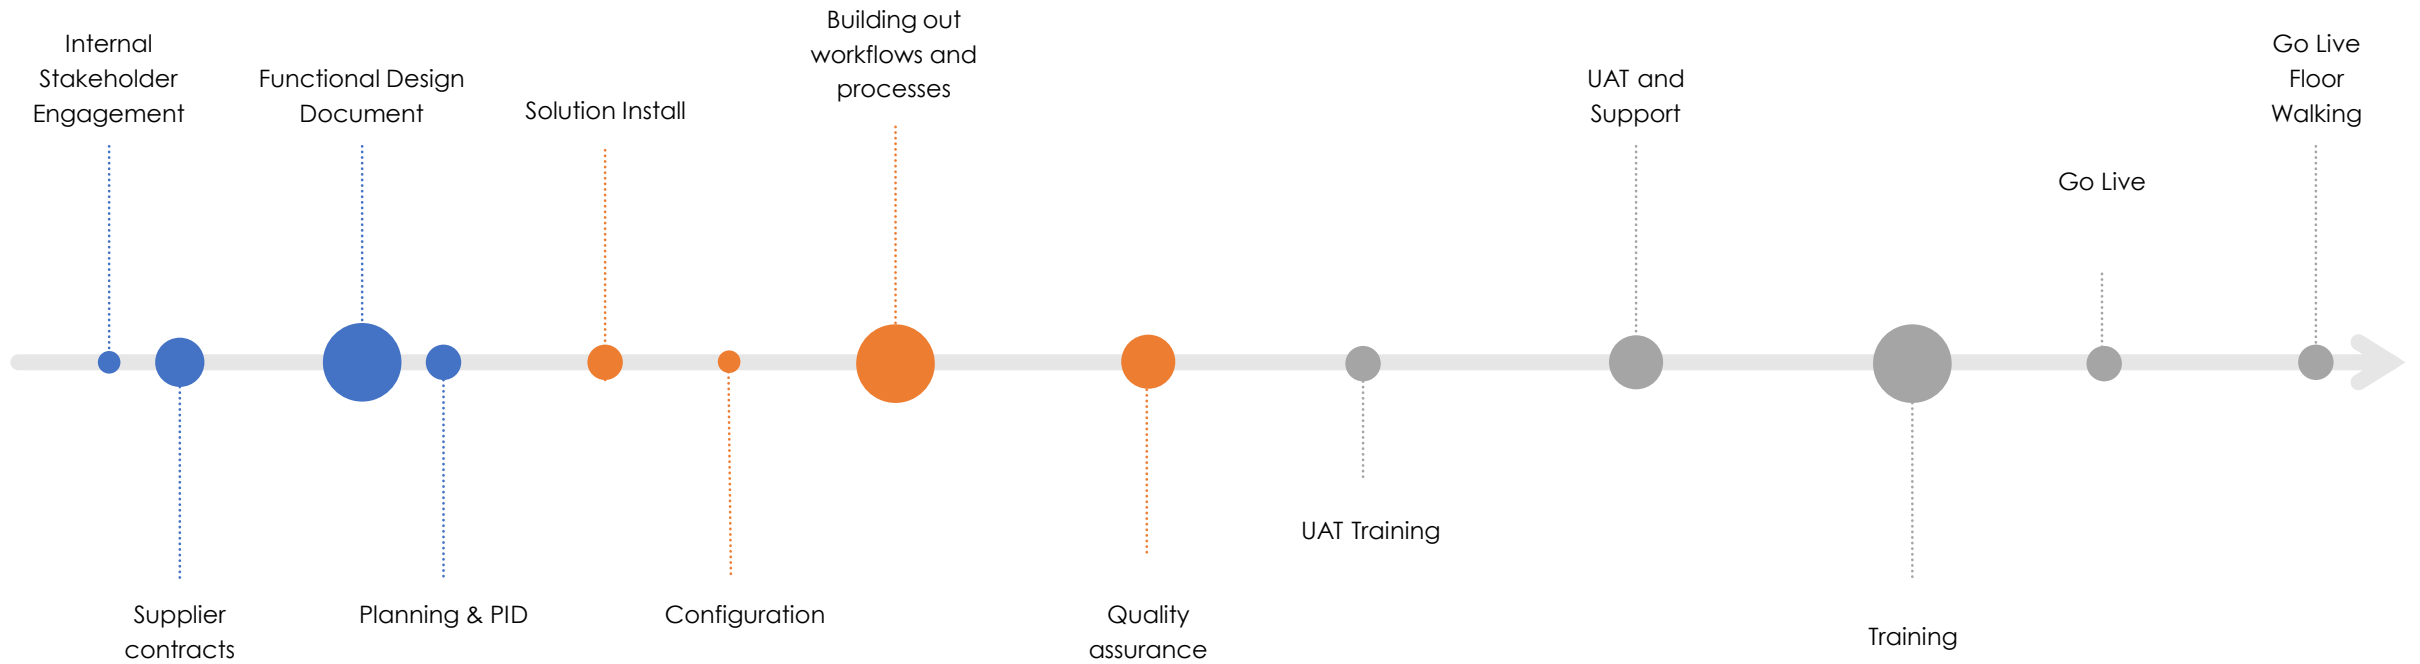 Internal
Stakeholder
Engagement
Supplier
contracts
Functional Design
Document
Planning & PID
Solution Install
Configuration
Building out
workflows and
processes
Quality
assurance
UAT Training
UAT and
Support
Training
Go Live
Go Live
Floor
Walking